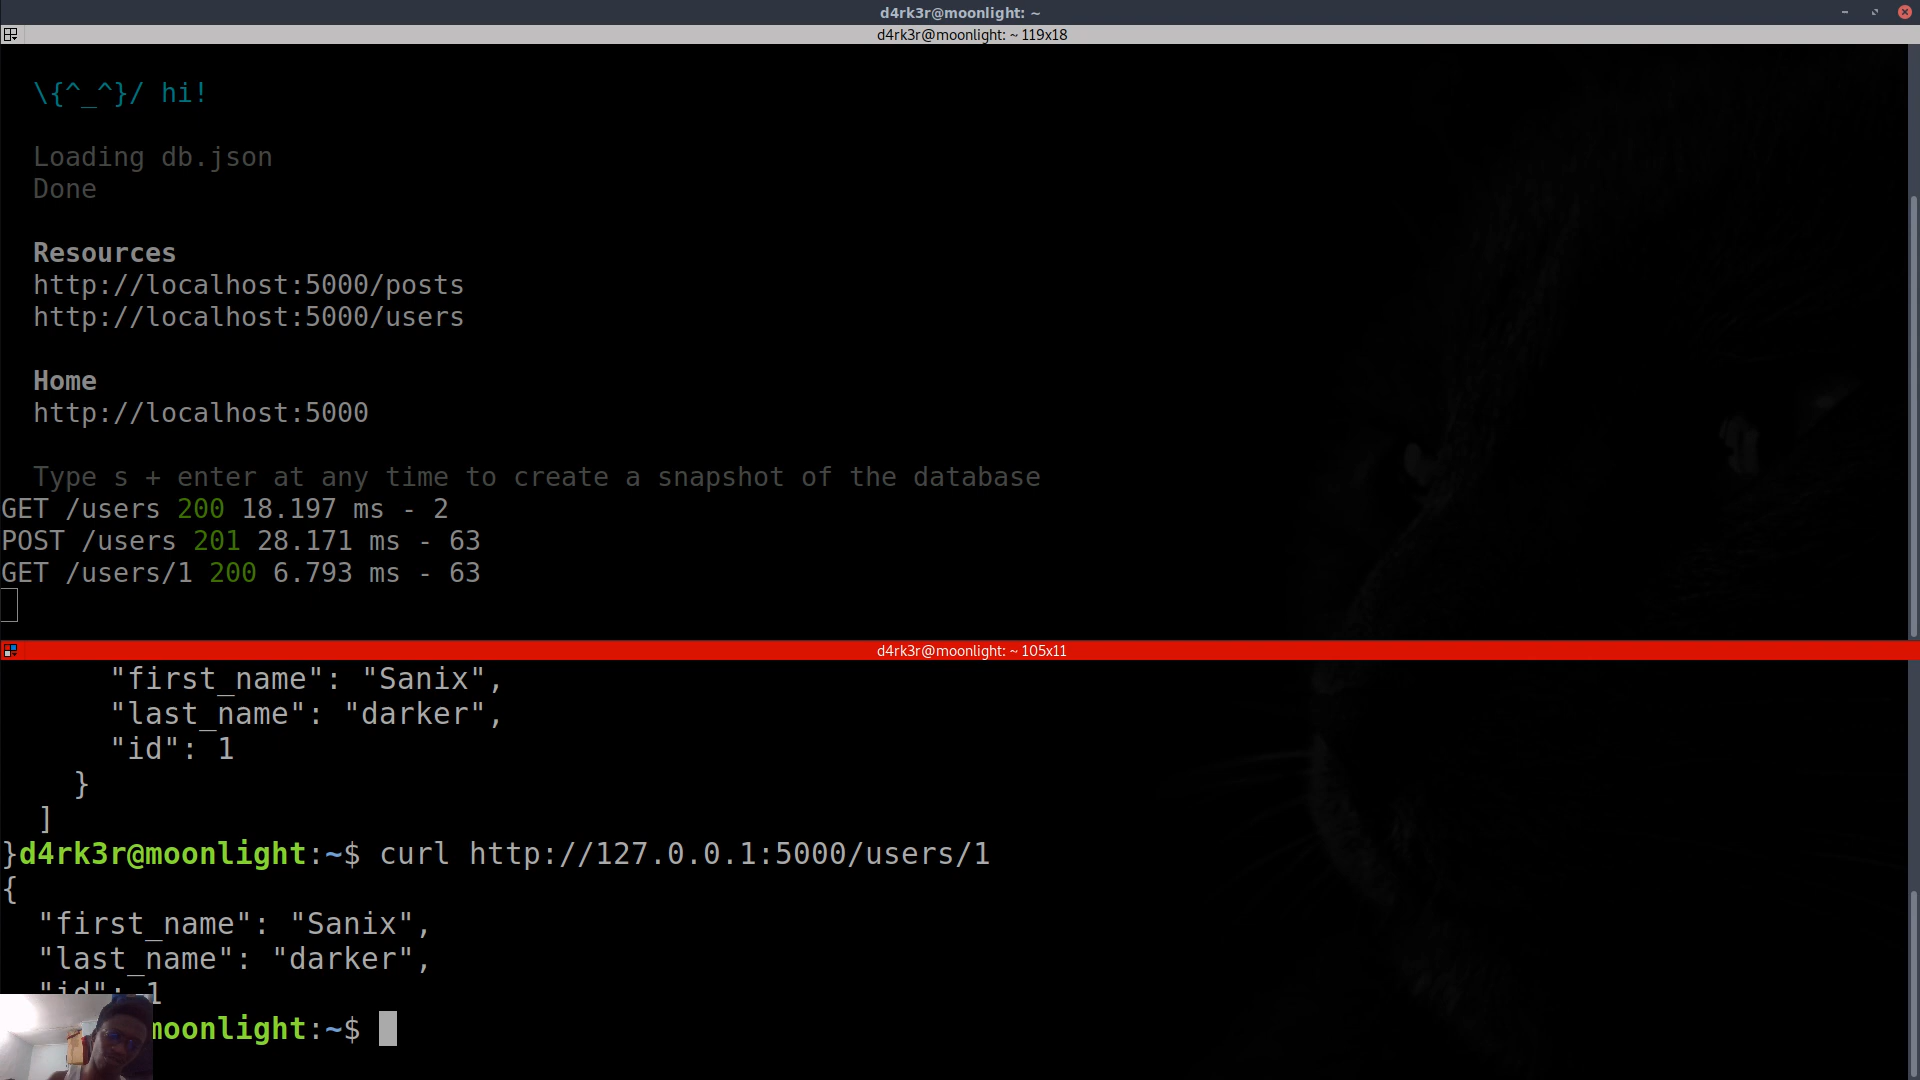 d4rk3r@moonlight: ~
d4rk3r@moonlight: ~ 119x18
\{^_^}/ hi!
Loading db.json
Done
Resources
http://localhost:5000/posts
http://localhost:5000/users
Home
http://localhost:5000
Type s + enter at any time to create a snapshot of the database
GET /users 200 18.197 ms - 2
POST /users 201 28.171 ms - 63
GET /users/1 200 6.793 ms - 63
d4rk3r@moonlight: ~ 105x11
"first_name": "Sanix",
"last_name": "darker",
"id": 1
}
]
}d4rk3r@moonlight:~$ curl http://127.0.0.1:5000/users/1
{
"first_name": "Sanix",
"last_name": "darker",
"id": 1
moonlight:~$